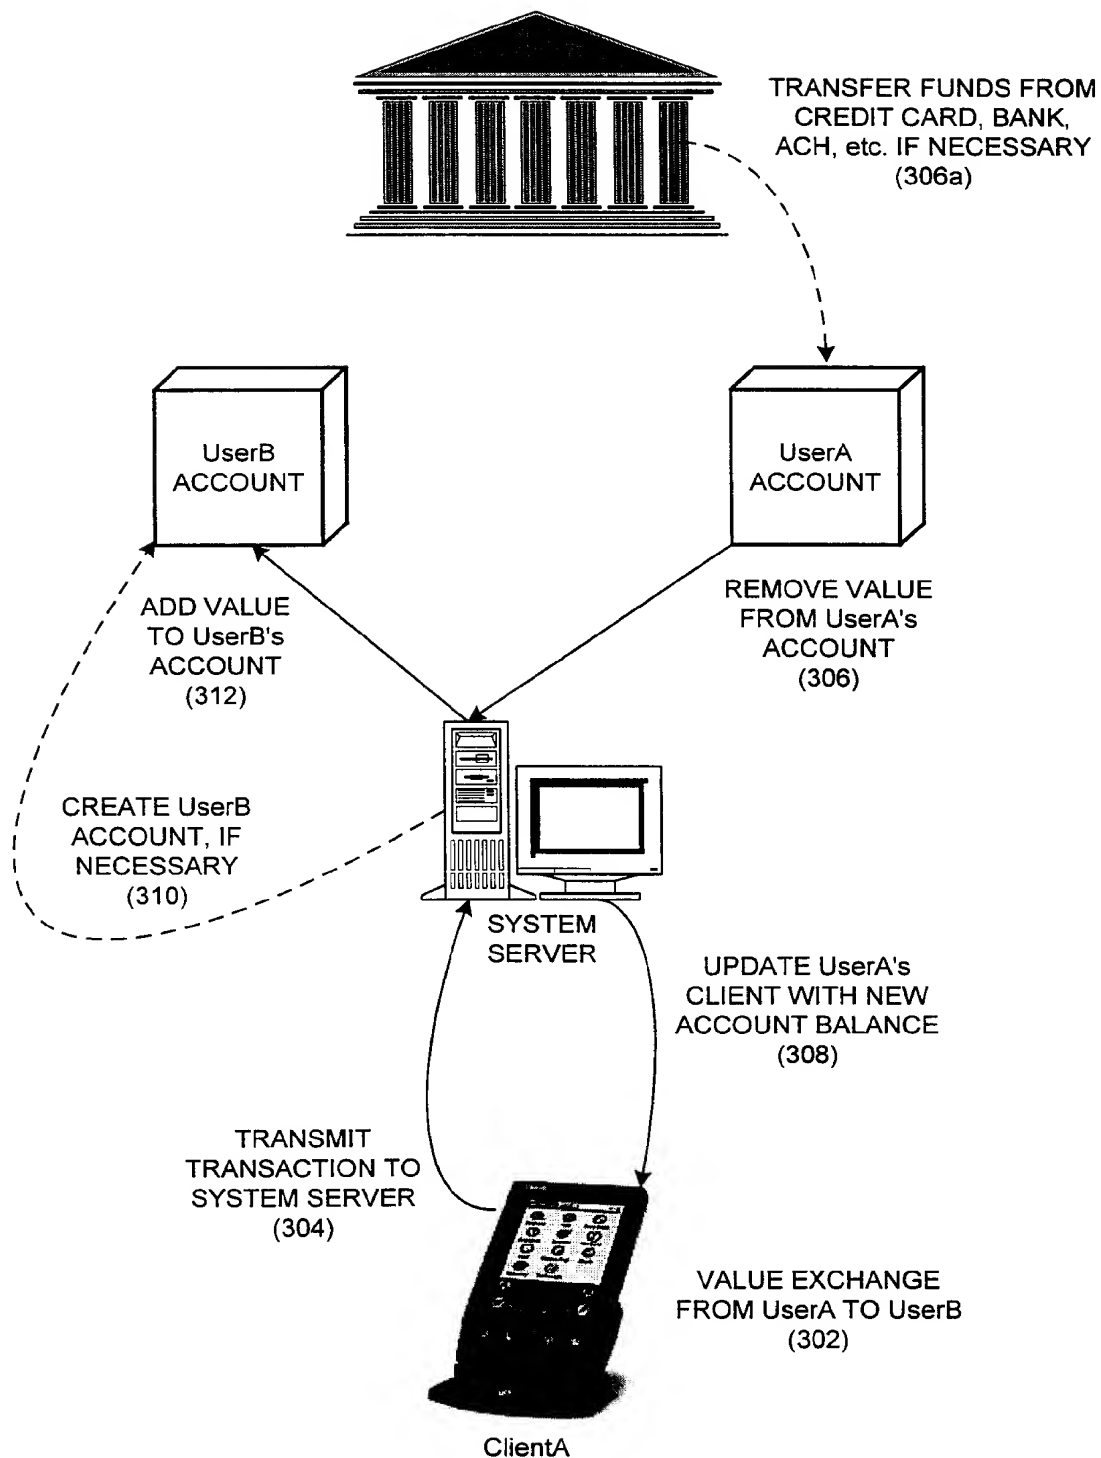 TRANSFER FUNDS FROM
CREDIT CARD, BANK,
ACH, etc. IF NECESSARY
(306a)
UserB
ACCOUNT
UserA
ACCOUNT
ADD VALUE
TO UserB's
ACCOUNT
(312)
REMOVE VALUE
FROM UserA's
ACCOUNT
(306)
CREATE UserB
ACCOUNT, IF
NECESSARY
(310)
SYSTEM
SERVER
UPDATE UserA's
CLIENT WITH NEW
ACCOUNT BALANCE
(308)
TRANSMIT
TRANSACTION TO
SYSTEM SERVER
(304)
VALUE EXCHANGE
FROM UserA TO UserB
(302)
ClientA